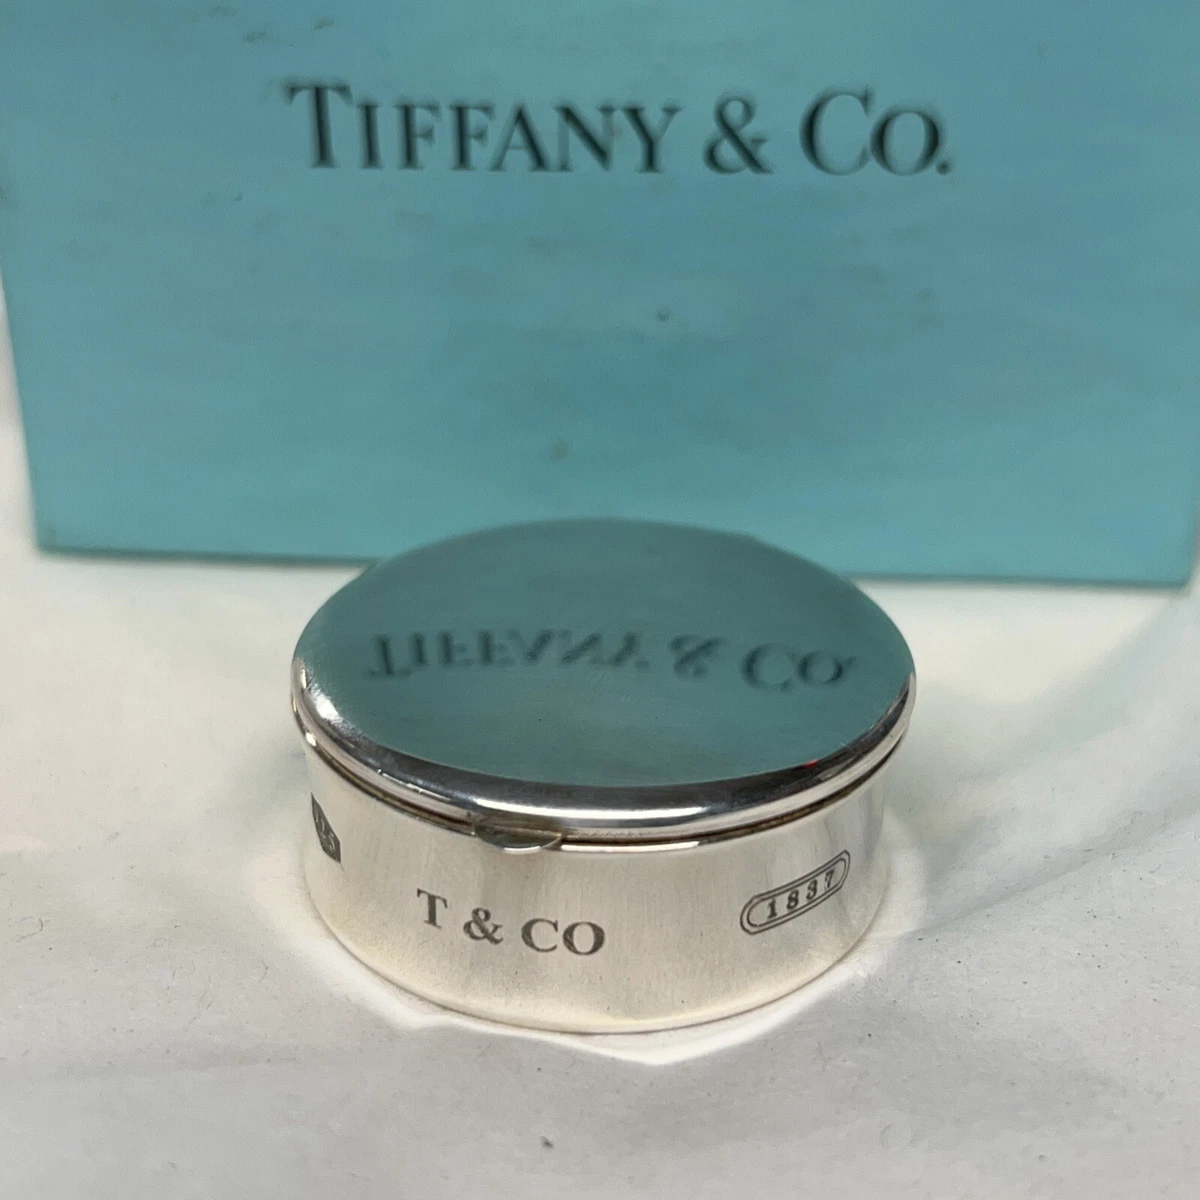 TIFFANY & CO.
TIFFANY & CO.
T & CO
1837